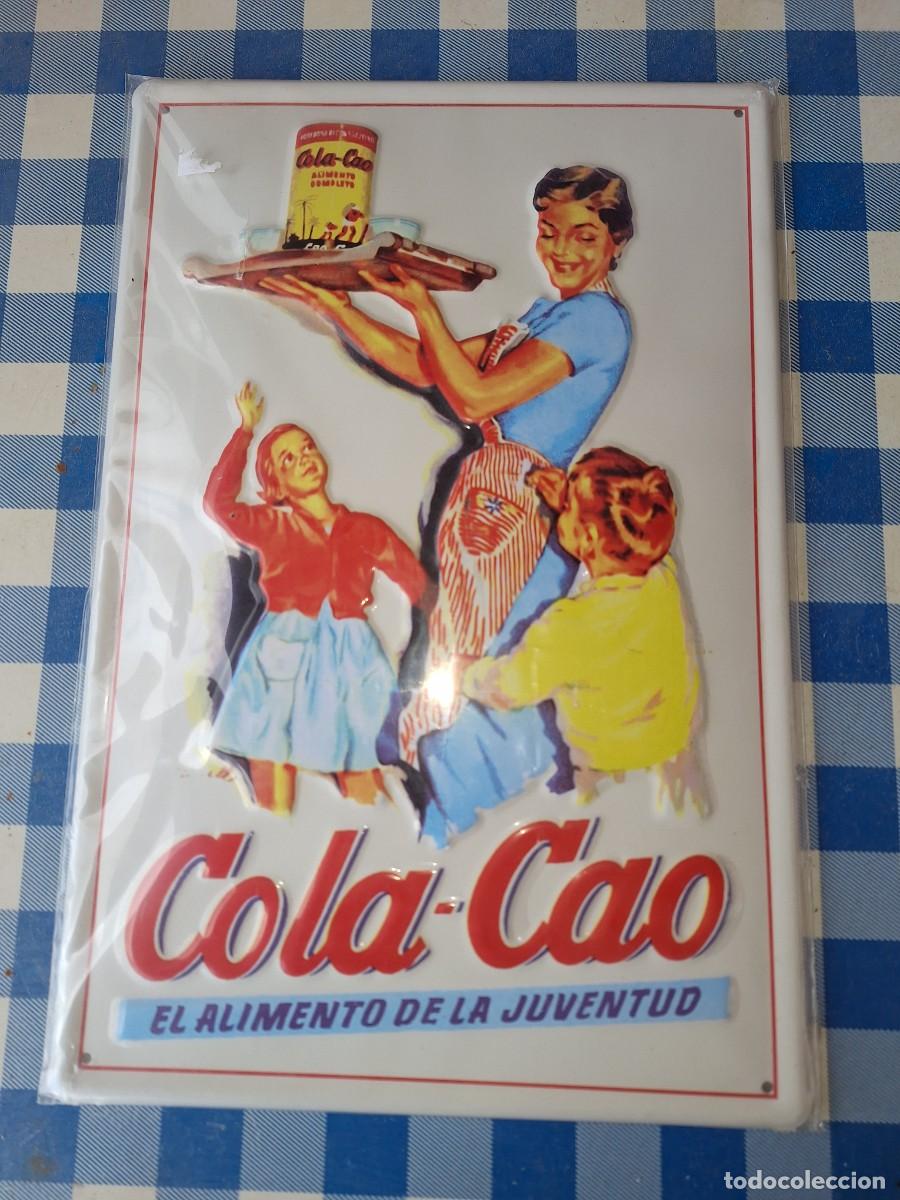 Cola-Cao
ALIMENTO
COMPLETO
Cola-Cao
EL ALIMENTO DE LA JUVENTUD
todocoleccion